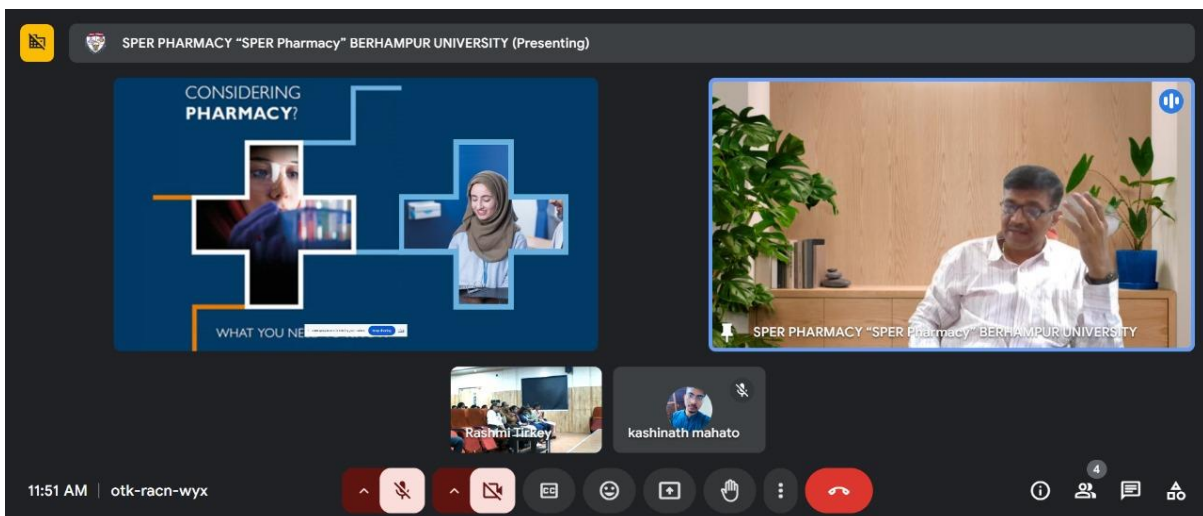 SPER PHARMACY “SPER Pharmacy” BERHAMPUR UNIVERSITY (Presenting)
CONSIDERING
PHARMACY?
WHAT YOU NE
SPER PHARMACY “SPER Pharmacy” BERHAMPUR UNIVERSITY
Rashmi Tirkey
kashinath mahato
11:51 AM | otk-racn-wyx
CC
4